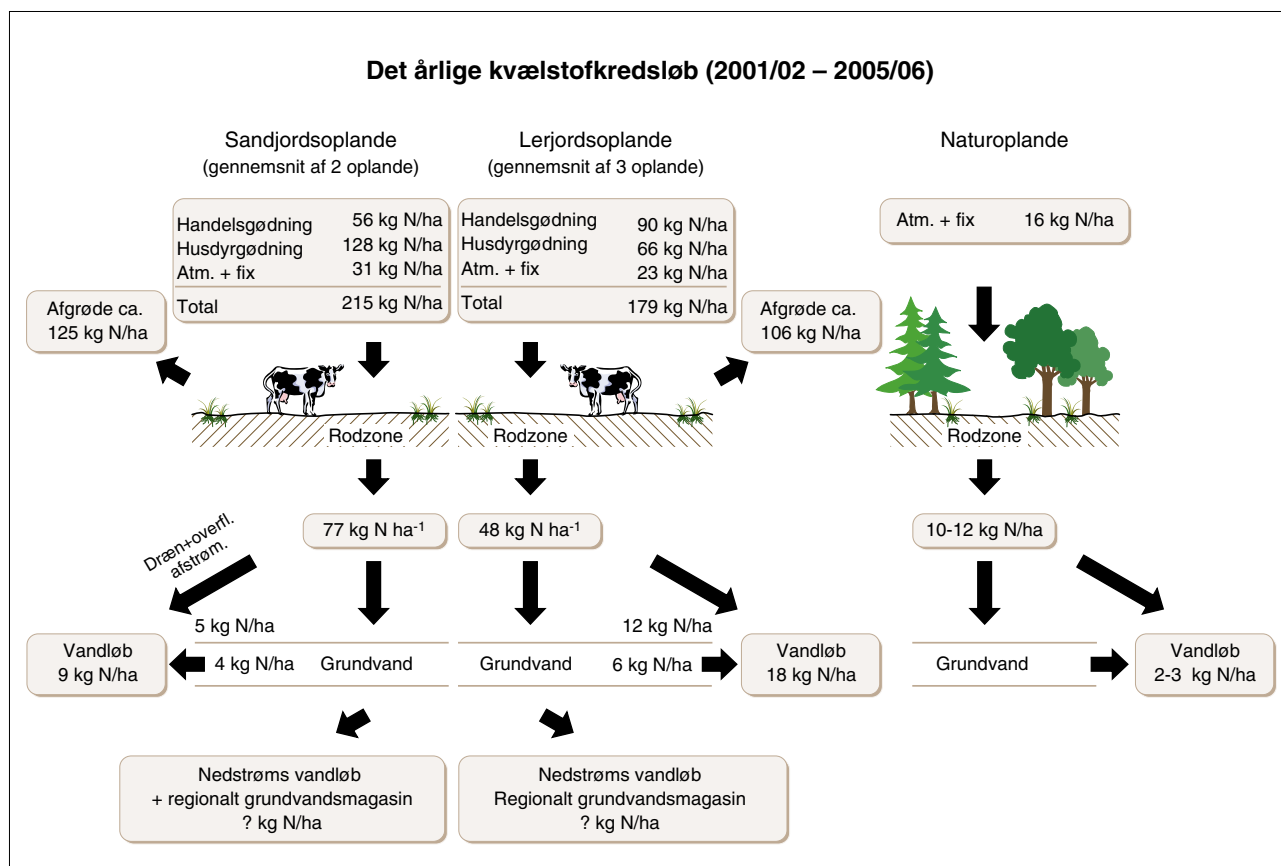 Det årlige kvælstofkredsløb (2001/02 – 2005/06)
Sandjordsoplande
(gennemsnit af 2 oplande)
Lerjordsoplande
(gennemsnit af 3 oplande)
Naturoplande
Handelsgødning 56 kg N/ha
Husdyrgødning 128 kg N/ha
Atm. + fix 31 kg N/ha
Total 215 kg N/ha
Handelsgødning 90 kg N/ha
Husdyrgødning 66 kg N/ha
Atm. + fix 23 kg N/ha
Total 179 kg N/ha
Atm. + fix 16 kg N/ha
Afgrøde ca.
125 kg N/ha
Afgrøde ca.
106 kg N/ha
Rodzone
Rodzone
Rodzone
77 kg N ha⁻¹
48 kg N ha⁻¹
10-12 kg N/ha
Dræn+overfl.
afstrøm.
5 kg N/ha
12 kg N/ha
Vandløb
9 kg N/ha
4 kg N/ha
Grundvand
Grundvand
6 kg N/ha
Vandløb
18 kg N/ha
Grundvand
Vandløb
2-3 kg N/ha
Nedstrøms vandløb
+ regionalt grundvandsmagasin
? kg N/ha
Nedstrøms vandløb
Regionalt grundvandsmagasin
? kg N/ha